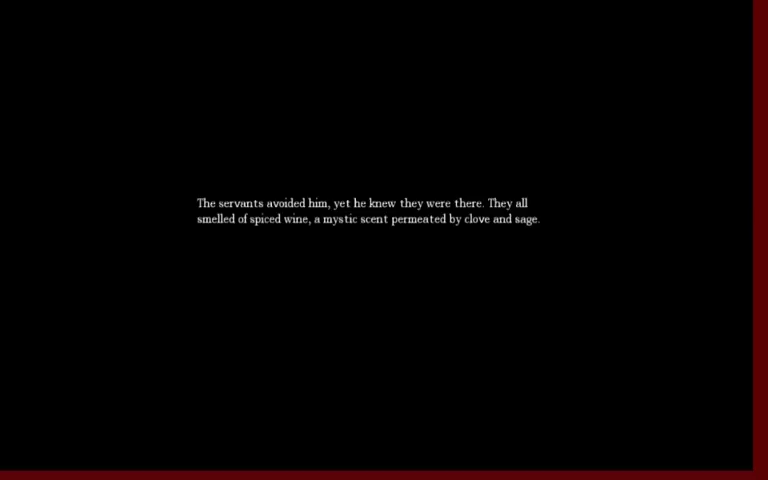 The servants avoided him, yet he knew they were there. They all
smelled of spiced wine, a mystic scent permeated by clove and sage.